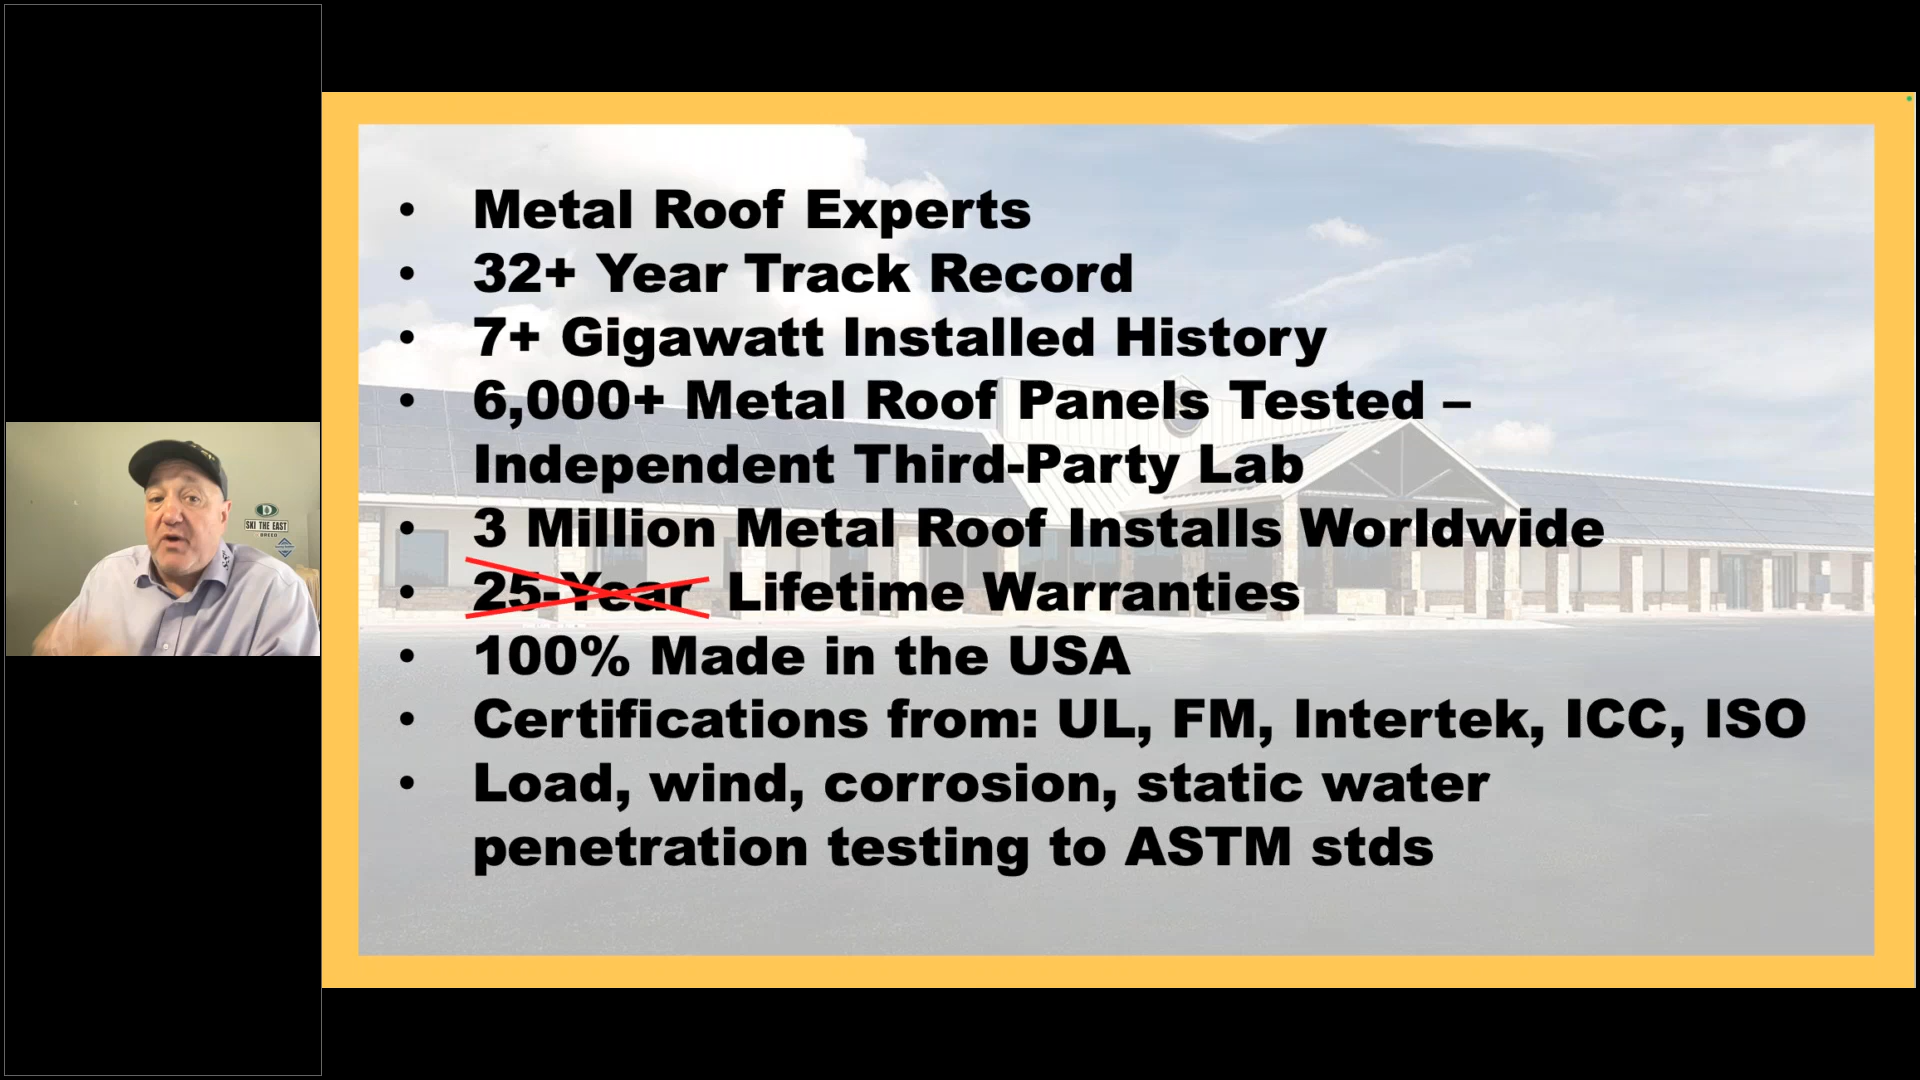 • Metal Roof Experts
• 32+ Year Track Record
• 7+ Gigawatt Installed History
• 6,000+ Metal Roof Panels Tested –
Independent Third-Party Lab
• 3 Million Metal Roof Installs Worldwide
• 25-Year Lifetime Warranties
• 100% Made in the USA
• Certifications from: UL, FM, Intertek, ICC, ISO
• Load, wind, corrosion, static water
penetration testing to ASTM stds
SKI THE EAST
BREED